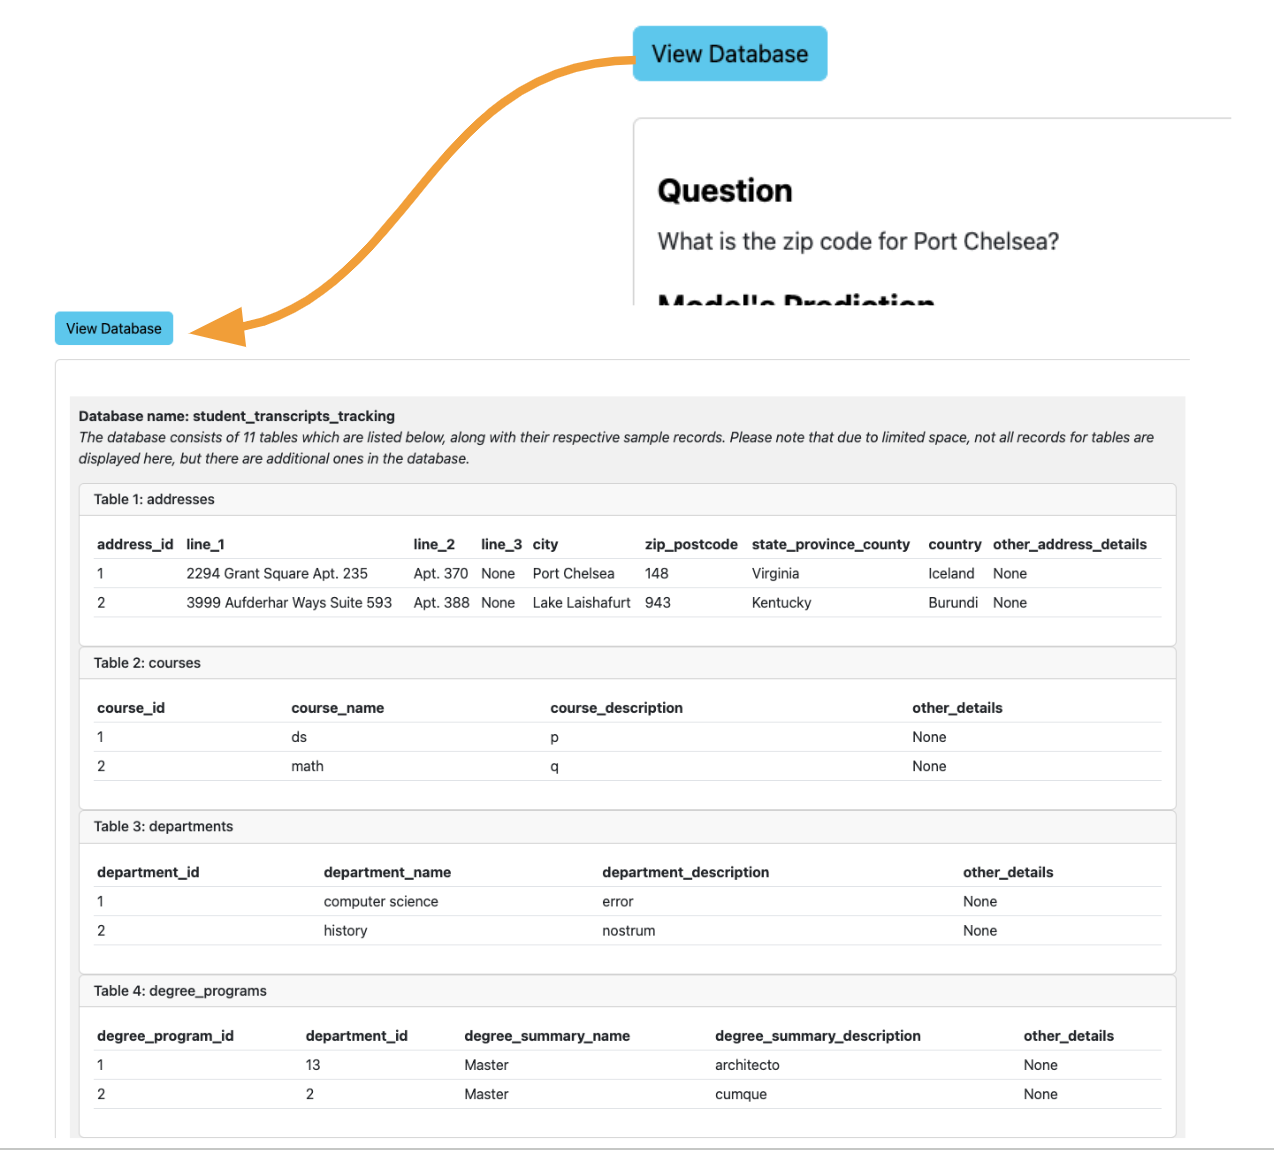 View Database
Question
What is the zip code for Port Chelsea?
Model's Prediction
View Database
Database name: student_transcripts_tracking
The database consists of 11 tables which are listed below, along with their respective sample records. Please note that due to limited space, not all records for tables are
displayed here, but there are additional ones in the database.
Table 1: addresses
address_id line_1 line_2 line_3 city zip_postcode state_province_county country other_address_details
1 2294 Grant Square Apt. 235 Apt. 370 None Port Chelsea 148 Virginia Iceland None
2 3999 Aufderhar Ways Suite 593 Apt. 388 None Lake Laishafurt 943 Kentucky Burundi None
Table 2: courses
course_id course_name course_description other_details
1 ds p None
2 math q None
Table 3: departments
department_id department_name department_description other_details
1 computer science error None
2 history nostrum None
Table 4: degree_programs
degree_program_id department_id degree_summary_name degree_summary_description other_details
1 13 Master architecto None
2 2 Master cumque None